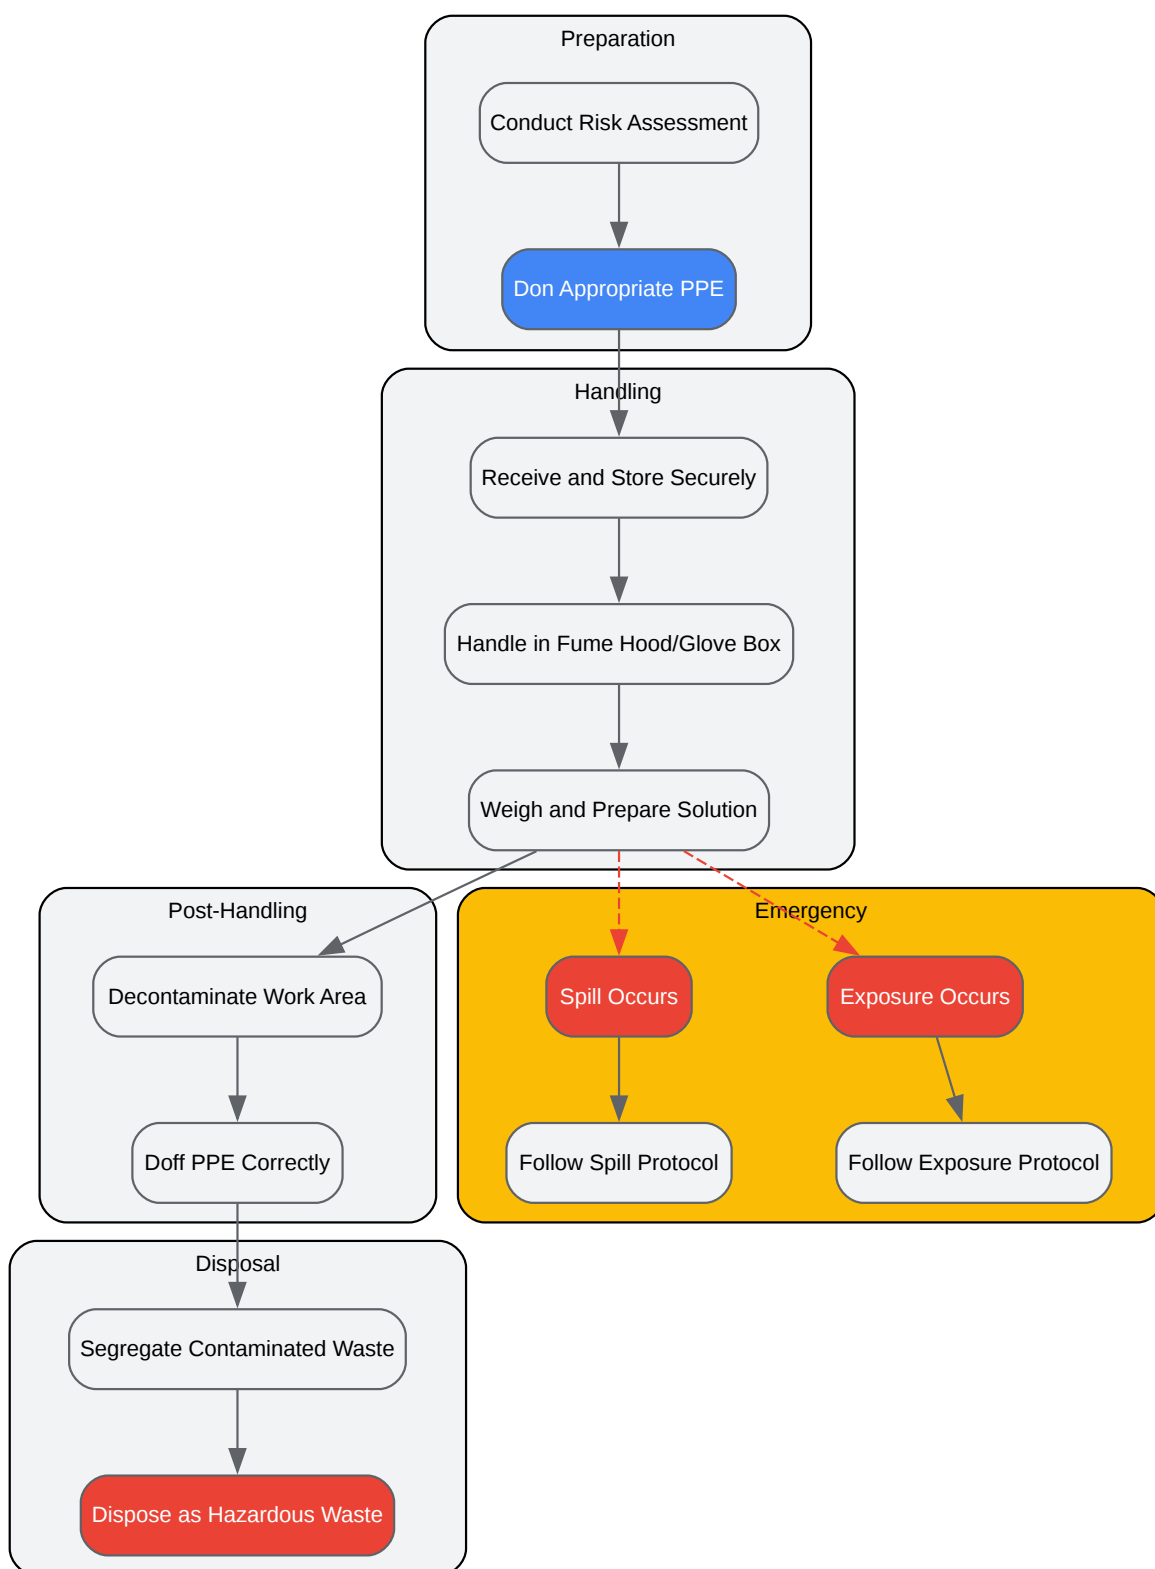 Preparation
Conduct Risk Assessment
Don Appropriate PPE
Handling
Receive and Store Securely
Handle in Fume Hood/Glove Box
Weigh and Prepare Solution
Post-Handling
Decontaminate Work Area
Doff PPE Correctly
Emergency
Spill Occurs
Exposure Occurs
Follow Spill Protocol
Follow Exposure Protocol
Disposal
Segregate Contaminated Waste
Dispose as Hazardous Waste